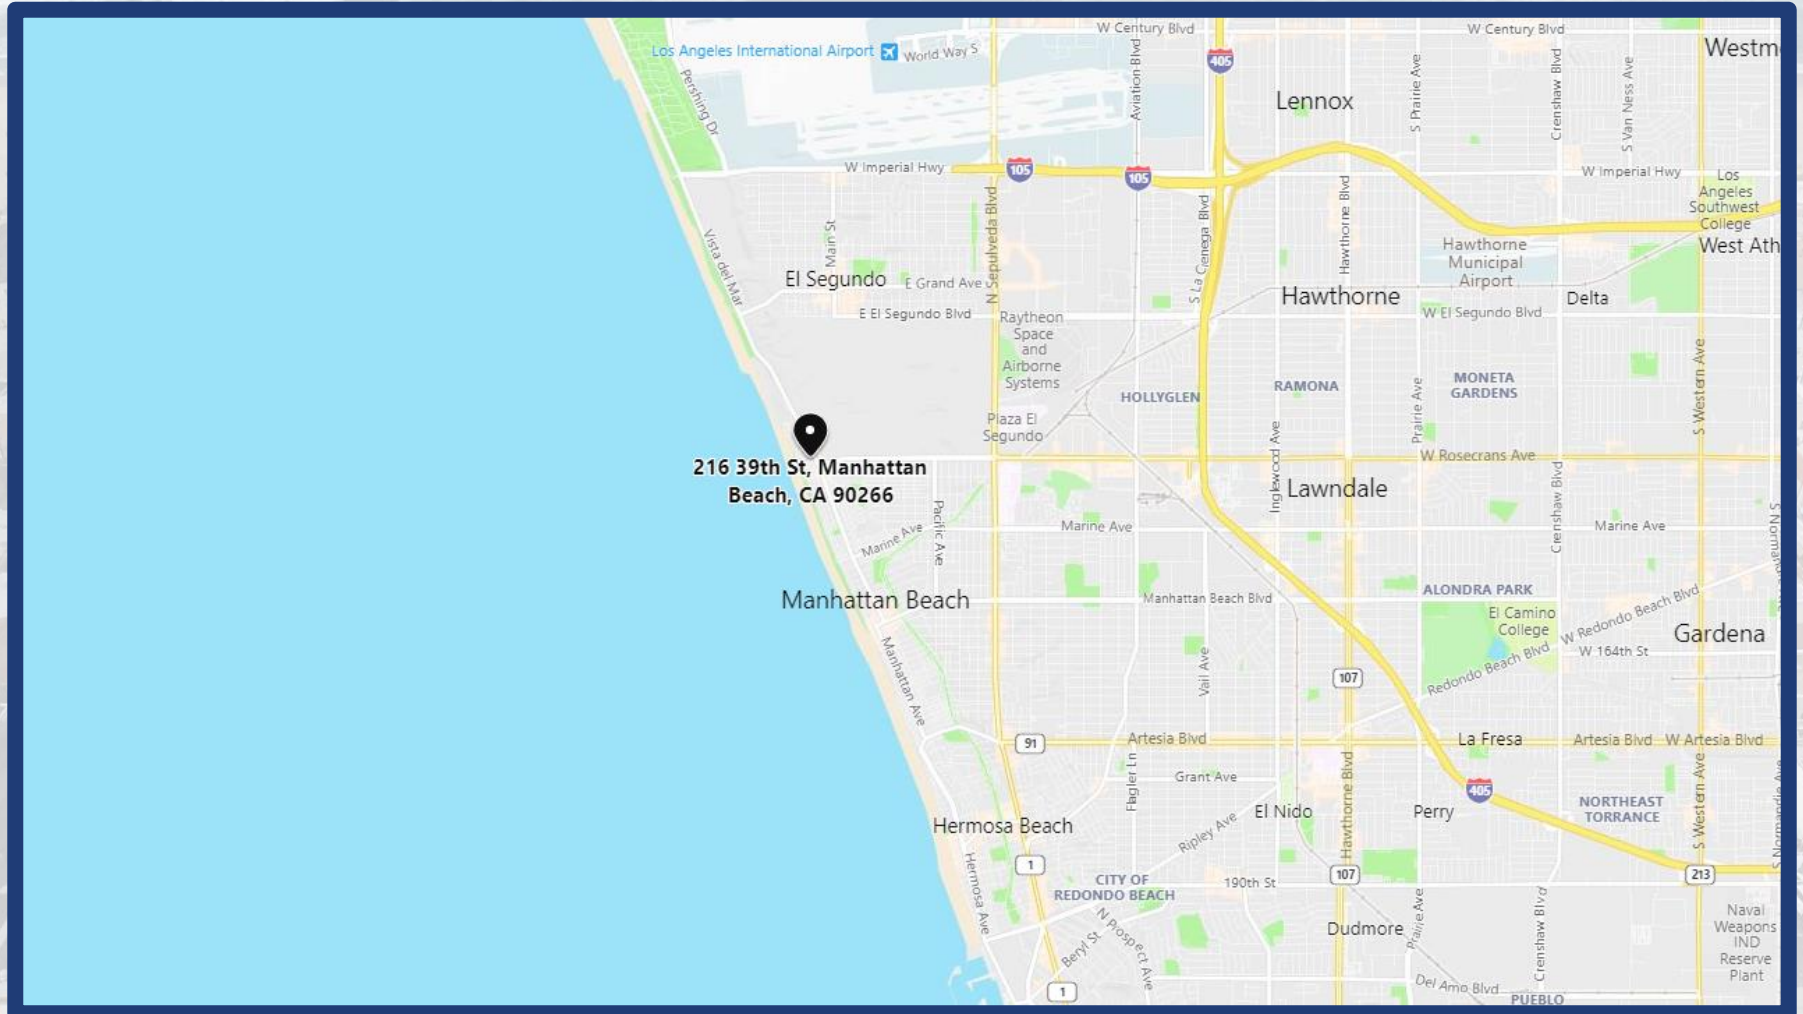 W Century Blvd
W Century Blvd
Westm
Los Angeles International Airport
World Way S
Aviation Blvd
405
Pershing Dr
Lennox
S Prairie Ave
Crenshaw Blvd
S Van Ness Ave
W Imperial Hwy
105
105
W Imperial Hwy
Los
Angeles
Southwest
College
West Ath
Vista del Mar
Main St
N Sepulveda Blvd
S La Cienega Blvd
Hawthorne Blvd
Hawthorne
Municipal
Airport
El Segundo
E Grand Ave
Hawthorne
Delta
E El Segundo Blvd
W El Segundo Blvd
Raytheon
Space
and
Airborne
Systems
HOLLYGLEN
RAMONA
MONETA
GARDENS
Prairie Ave
S Western Ave
Plaza El
Segundo
216 39th St, Manhattan
Beach, CA 90266
W Rosecrans Ave
Inglewood Ave
Lawndale
Crenshaw Blvd
Pacific Ave
Marine Ave
Marine Ave
Marine Ave
Manhattan Beach
Manhattan Beach Blvd
ALONDRA PARK
El Camino
College
W Redondo Beach Blvd
Gardena
W 164th St
Redondo Beach Blvd
Manhattan Ave
Vail Ave
107
91
Artesia Blvd
La Fresa
Artesia Blvd
W Artesia Blvd
Flagler Ln
Grant Ave
Hawthorne Blvd
405
S Western Ave
S Normandie Ave
El Nido
Perry
NORTHEAST
TORRANCE
Hermosa Beach
Ripley Ave
1
Hermosa Ave
CITY OF
REDONDO BEACH
190th St
107
213
N Prospect Ave
Beryl St
Dudmore
Prairie Ave
Crenshaw Blvd
Naval
Weapons
IND
Reserve
Plant
1
Del Amo Blvd
PUEBLO